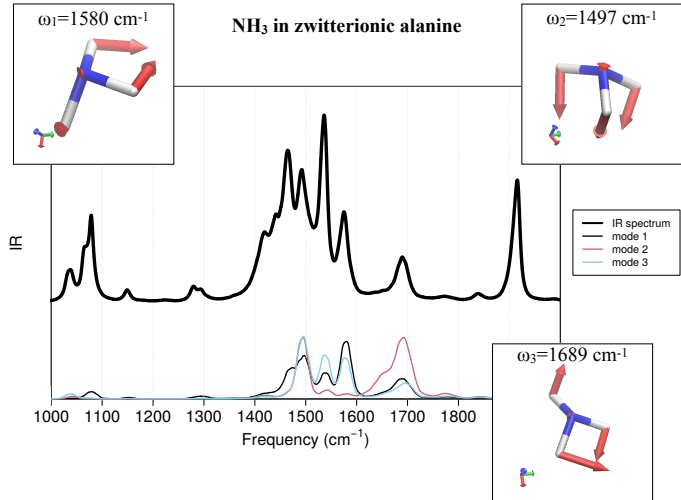 ω₁=1580 cm⁻¹
NH₃ in zwitterionic alanine
ω₂=1497 cm⁻¹
IR
IR spectrum
mode 1
mode 2
mode 3
ω₃=1689 cm⁻¹
1000 1100 1200 1300 1400 1500 1600 1700 1800
Frequency (cm⁻¹)